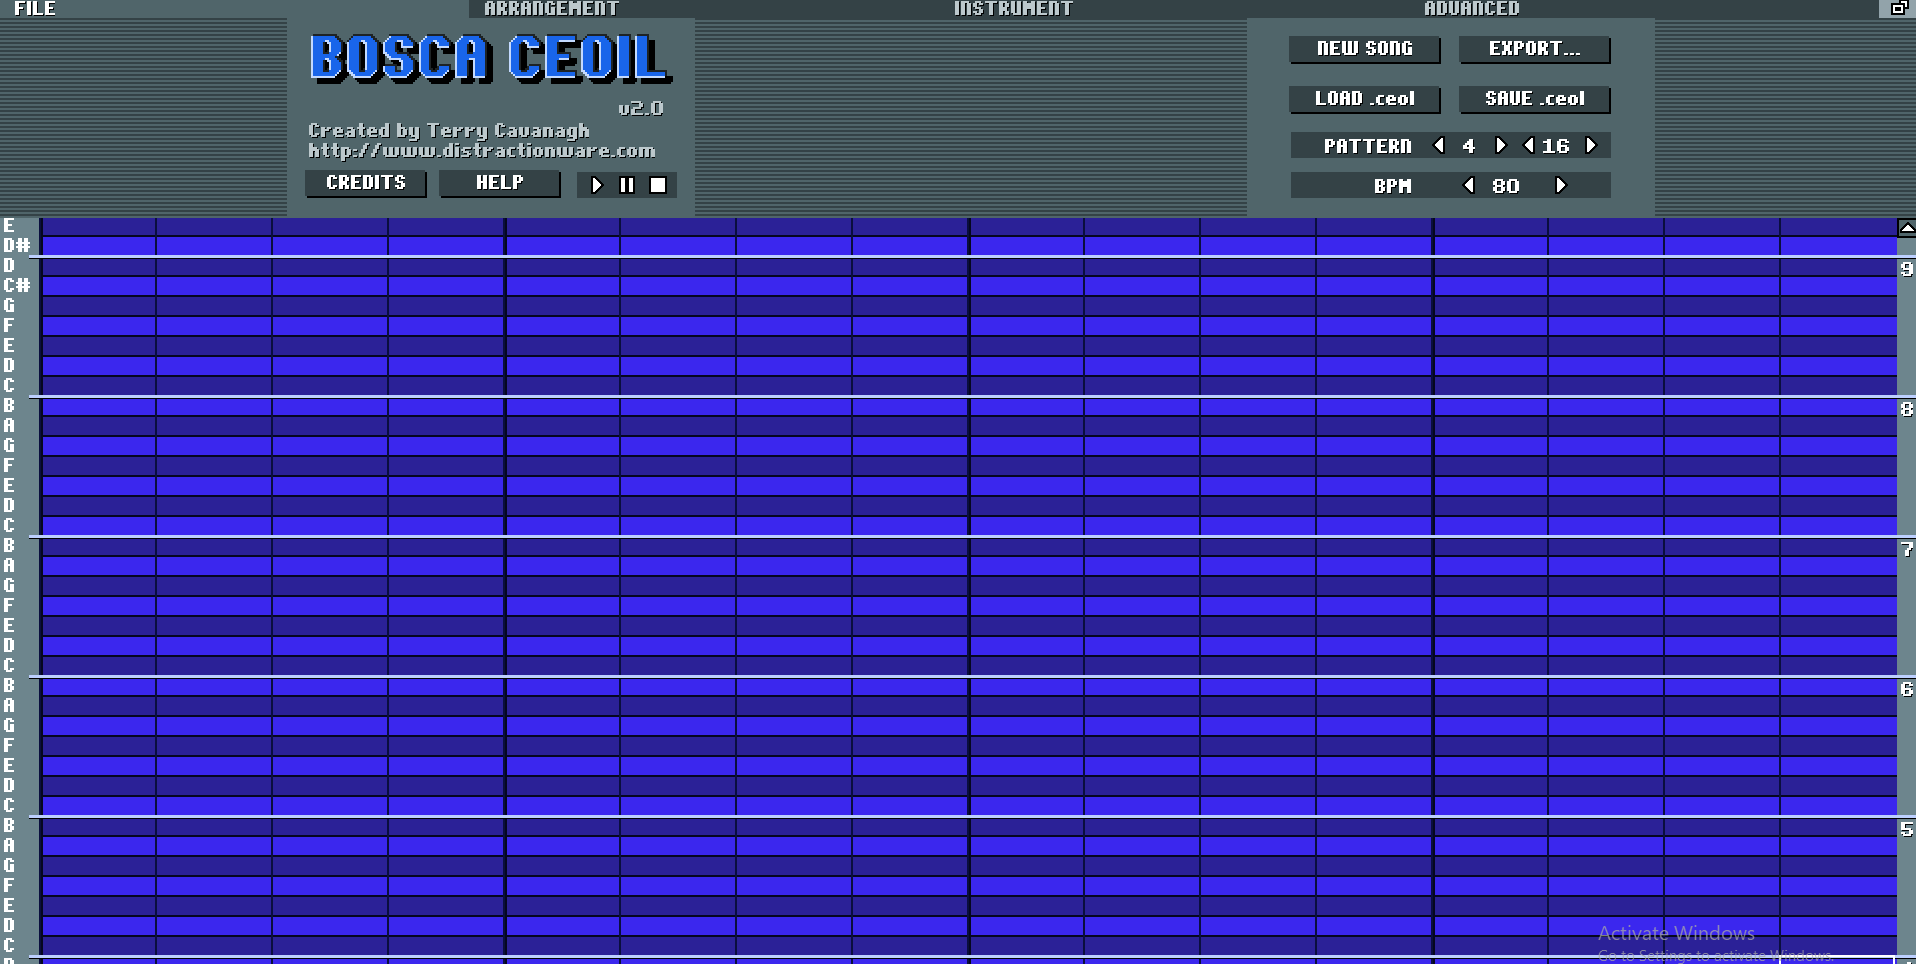 FILE ARRANGEMENT INSTRUMENT ADVANCED
BOSCA CEOIL
v2.0
Created by Terry Cavanagh
http://www.distractionware.com
CREDITS HELP
NEW SONG EXPORT...
LOAD .ceol SAVE .ceol
PATTERN 4 16
BPM 80
E
D#
D
9
C#
G
F
E
D
C
B
8
A
G
F
E
D
C
B
7
A
G
F
E
D
C
B
6
A
G
F
E
D
C
B
5
A
G
F
E
D
C
Activate Windows
Go to Settings to activate Windows.